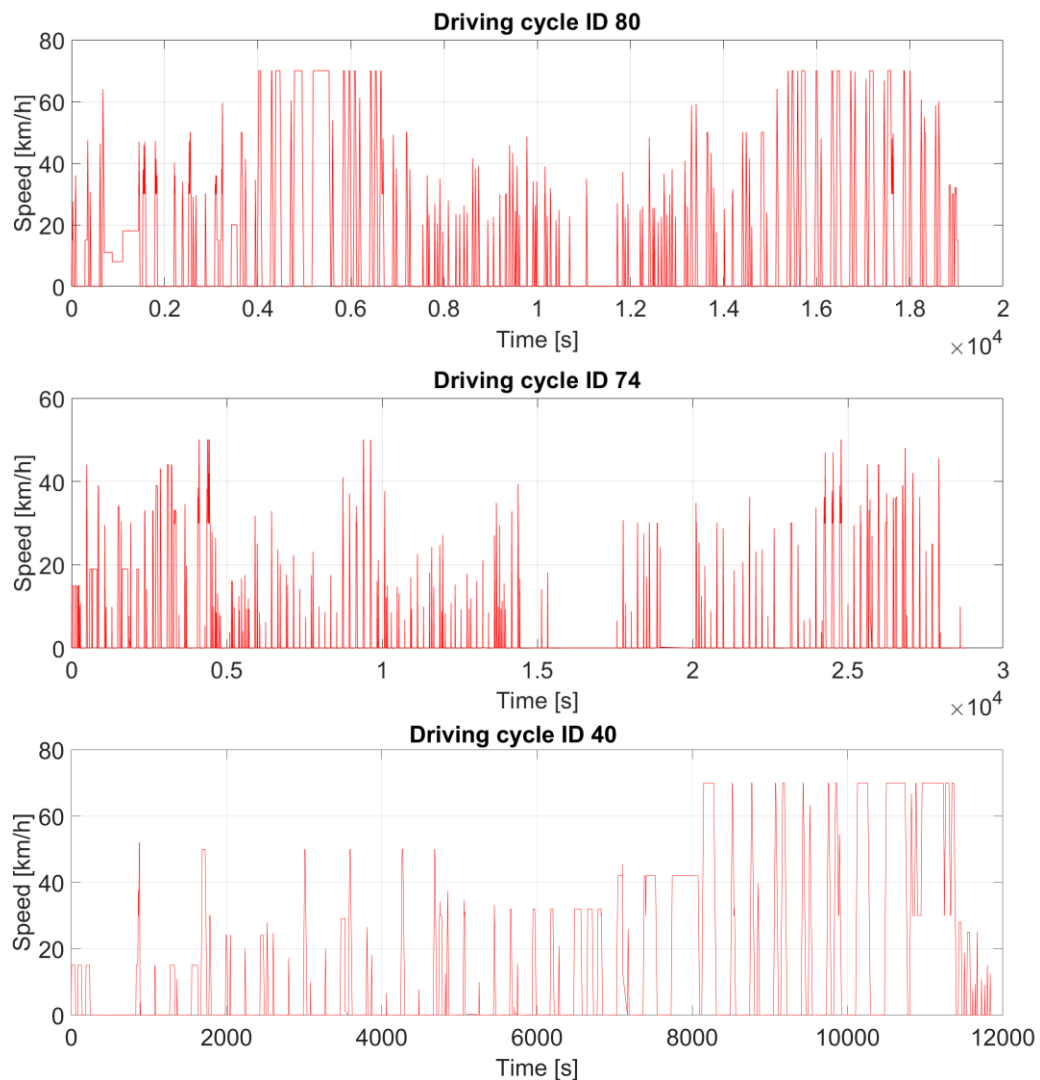 Driving cycle ID 80
80
60
40
20
0
Speed [km/h]
0 0.2 0.4 0.6 0.8 1 1.2 1.4 1.6 1.8 2
Time [s]
×10^4
Driving cycle ID 74
60
40
20
0
Speed [km/h]
0 0.5 1 1.5 2 2.5 3
Time [s]
×10^4
Driving cycle ID 40
80
60
40
20
0
Speed [km/h]
0 2000 4000 6000 8000 10000 12000
Time [s]